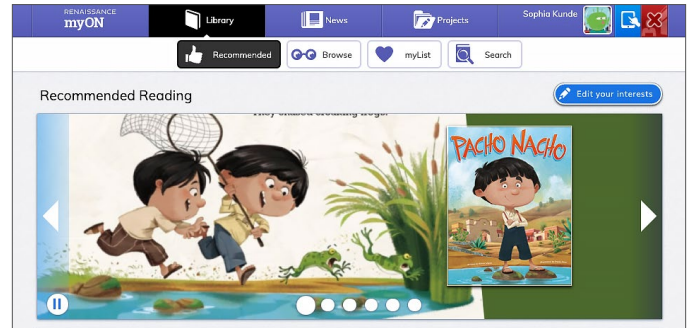 RENAISSANCE
myON
Library
News
Projects
Sophia Kunde
Recommended
Browse
myList
Search
Recommended Reading
Edit your interests
They chased croaking frogs.
PACHO NACHO